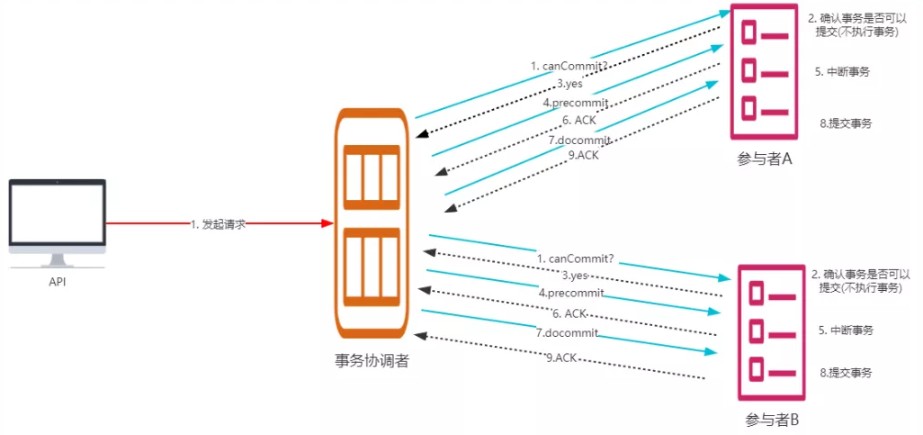 2. 确认事务是否可以
提交(不执行事务)
1. canCommit?
3.yes
4.precommit
6. ACK
7.docommit
9.ACK
5. 中断事务
8.提交事务
参与者A
1. 发起请求
API
事务协调者
1. canCommit?
3.yes
4.precommit
6. ACK
7.docommit
9.ACK
2. 确认事务是否可以
提交(不执行事务)
5. 中断事务
8.提交事务
参与者B